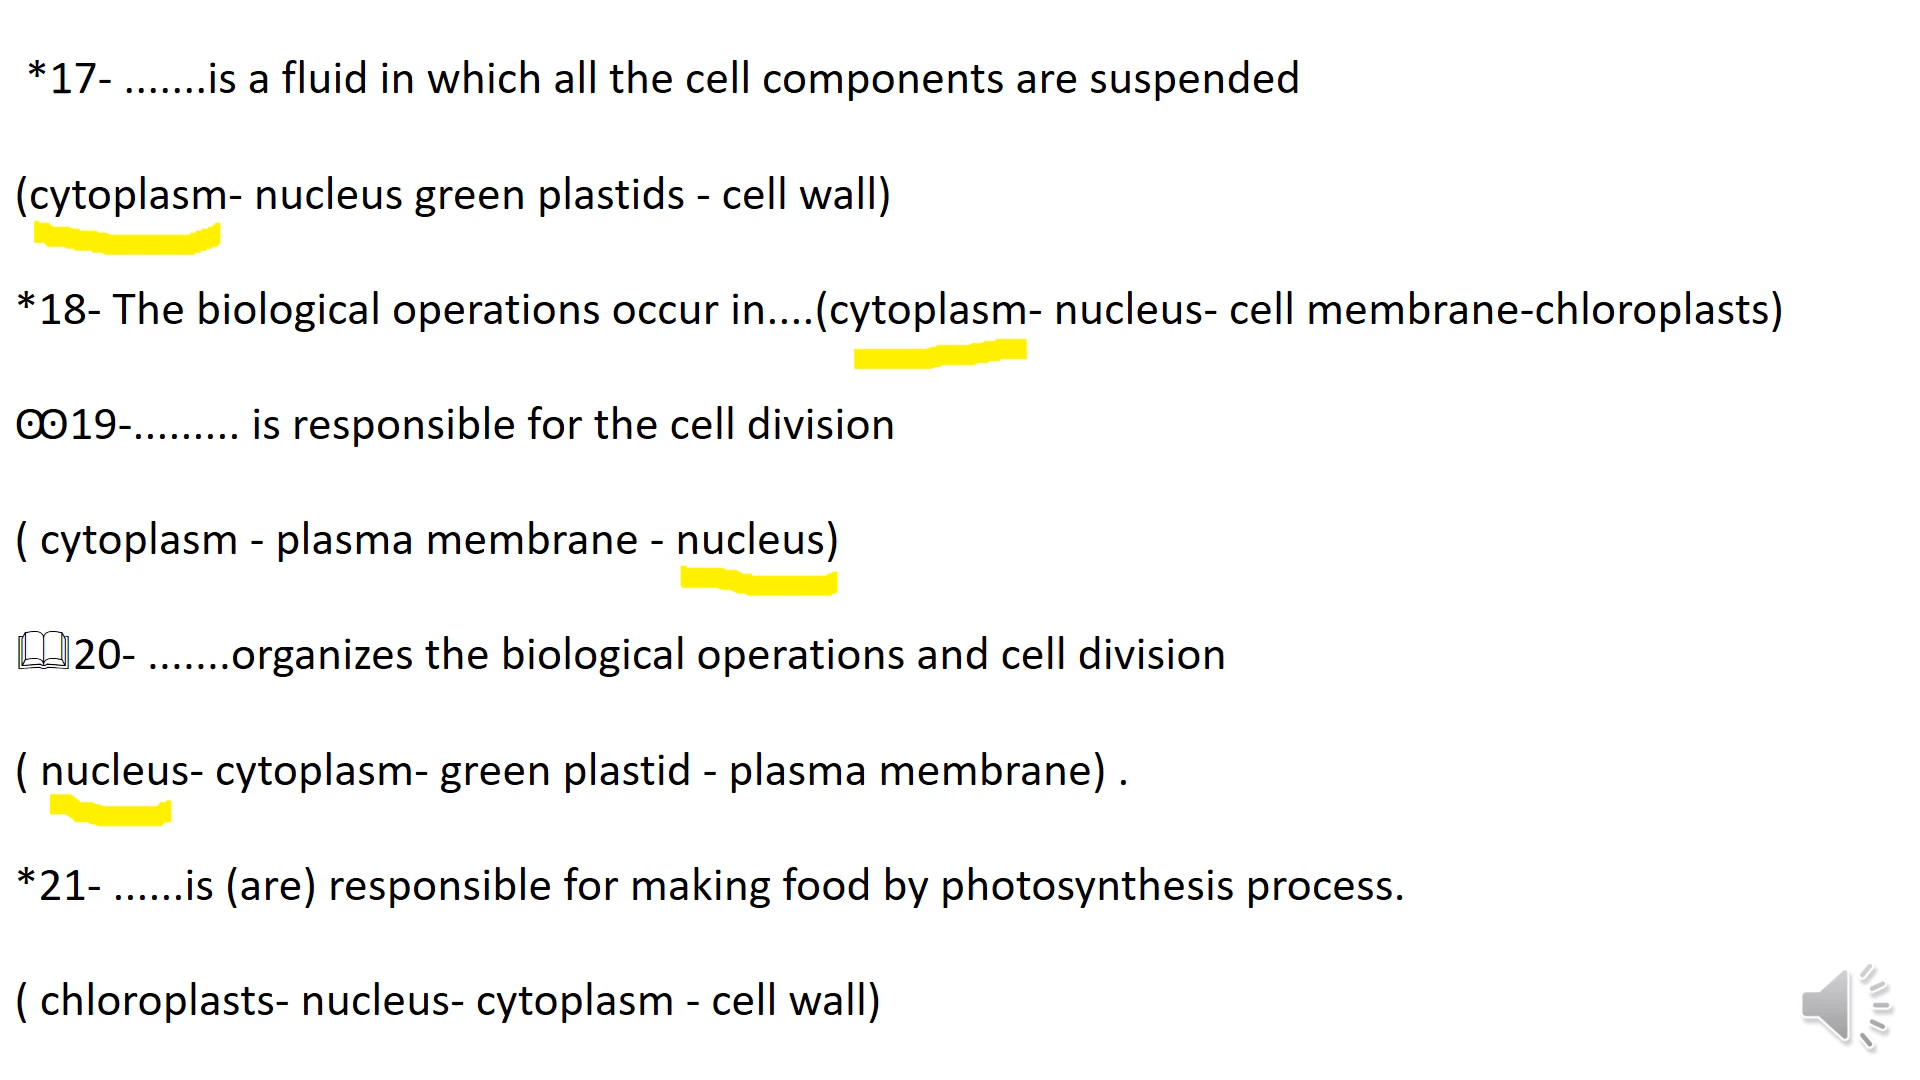 *17- .......is a fluid in which all the cell components are suspended
(cytoplasm- nucleus green plastids - cell wall)
*18- The biological operations occur in....(cytoplasm- nucleus- cell membrane-chloroplasts)
ꙭ19-......... is responsible for the cell division
( cytoplasm - plasma membrane - nucleus)
🕮20- .......organizes the biological operations and cell division
( nucleus- cytoplasm- green plastid - plasma membrane) .
*21- ......is (are) responsible for making food by photosynthesis process.
( chloroplasts- nucleus- cytoplasm - cell wall)